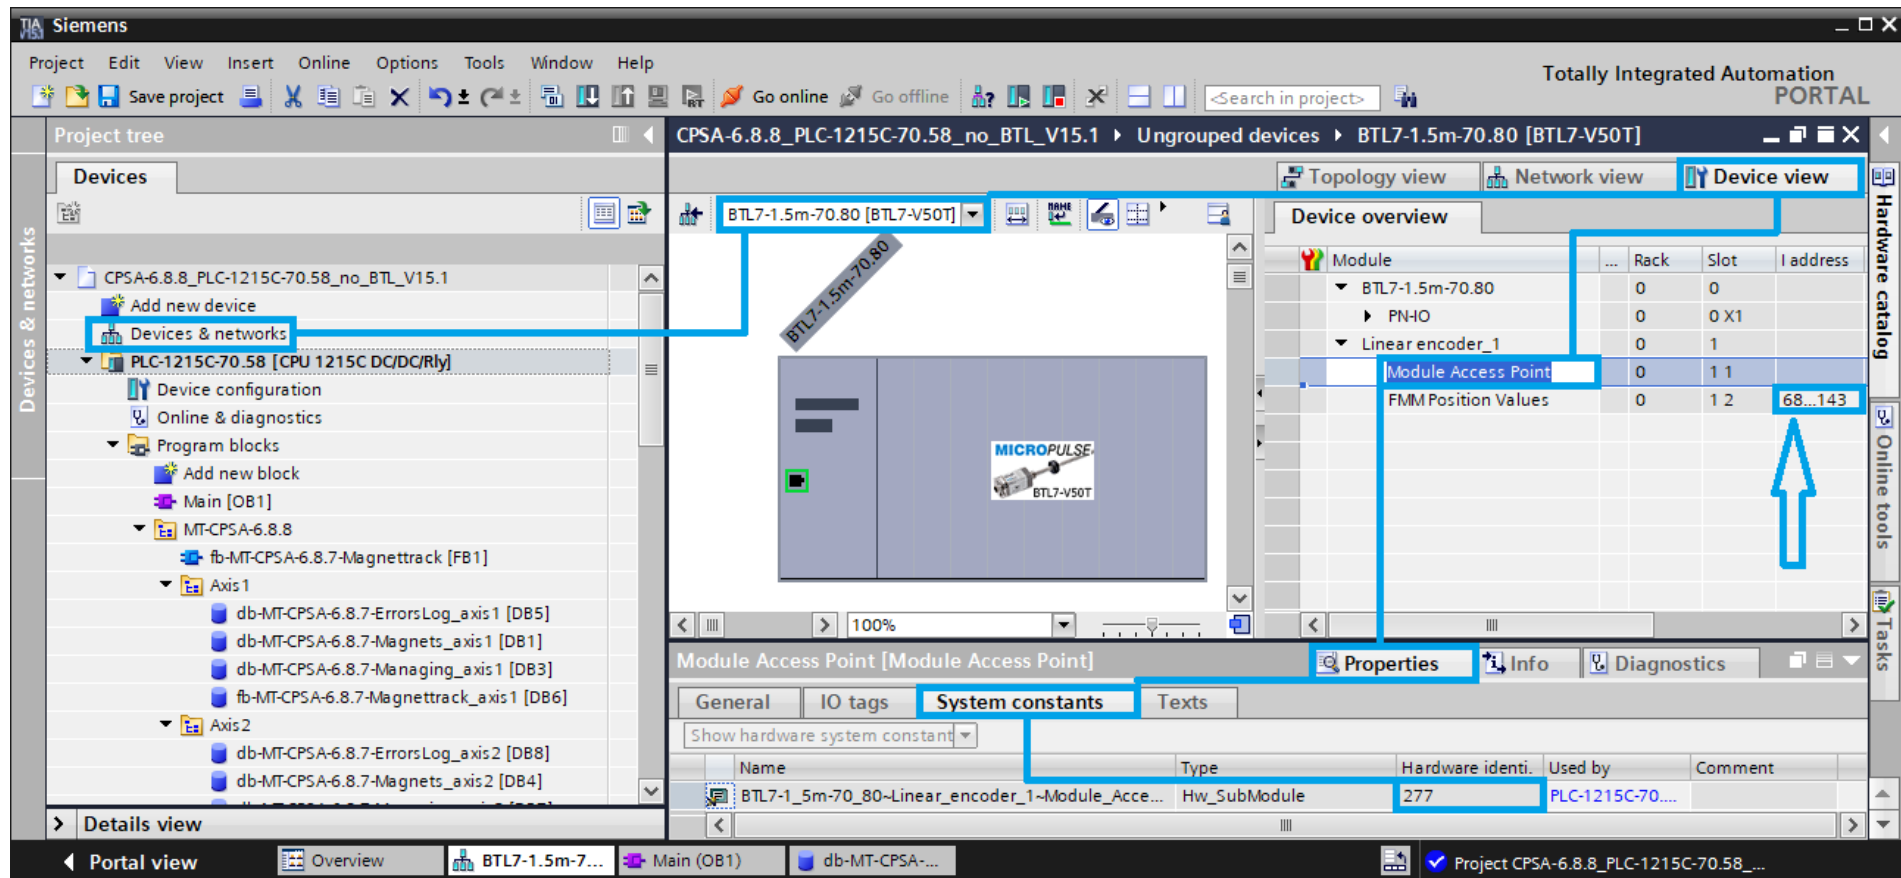 Siemens
Project Edit View Insert Online Options Tools Window Help
Totally Integrated Automation
PORTAL
Save project Go online Go offline <Search in project>
Project tree
CPSA-6.8.8_PLC-1215C-70.58_no_BTL_V15.1 Ungrouped devices BTL7-1.5m-70.80 [BTL7-V50T]
Devices
Topology view Network view Device view
BTL7-1.5m-70.80 [BTL7-V50T]
Device overview
Devices & networks
CPSA-6.8.8_PLC-1215C-70.58_no_BTL_V15.1
Add new device
Devices & networks
PLC-1215C-70.58 [CPU 1215C DC/DC/Rly]
Device configuration
Online & diagnostics
Program blocks
Add new block
Main [OB1]
MT-CPSA-6.8.8
fb-MT-CPSA-6.8.7-Magnettrack [FB1]
Axis1
db-MT-CPSA-6.8.7-ErrorsLog_axis1 [DB5]
db-MT-CPSA-6.8.7-Magnets_axis1 [DB1]
db-MT-CPSA-6.8.7-Managing_axis1 [DB3]
fb-MT-CPSA-6.8.7-Magnettrack_axis1 [DB6]
Axis2
db-MT-CPSA-6.8.7-ErrorsLog_axis2 [DB8]
db-MT-CPSA-6.8.7-Magnets_axis2 [DB4]
Details view
BTL7-1.5m-70.80
MICROPULSE
BTL7-V50T
100%
Module ... Rack Slot I address
BTL7-1.5m-70.80 0 0
PN-IO 0 0 X1
Linear encoder_1 0 1
Module Access Point 0 1 1
FMM Position Values 0 1 2 68...143
Hardware catalog
Online tools
Tasks
Module Access Point [Module Access Point]
Properties Info Diagnostics
General IO tags System constants Texts
Show hardware system constant
Name Type Hardware identi. Used by Comment
BTL7-1_5m-70_80~Linear_encoder_1~Module_Acce... Hw_SubModule 277 PLC-1215C-70....
Portal view Overview BTL7-1.5m-7... Main (OB1) db-MT-CPSA-...
Project CPSA-6.8.8_PLC-1215C-70.58_...